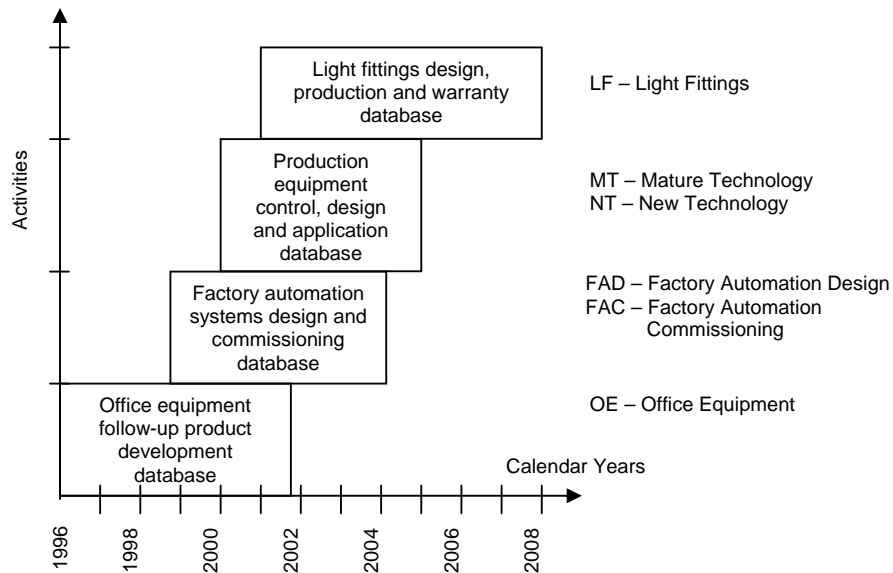 Light fittings design,
production and warranty
database
LF – Light Fittings
Production
equipment
control, design
and application
database
MT – Mature Technology
NT – New Technology
Factory automation
systems design and
commissioning
database
FAD – Factory Automation Design
FAC – Factory Automation
Commissioning
Office equipment
follow-up product
development
database
OE – Office Equipment
Activities
Calendar Years
1996
1998
2000
2002
2004
2006
2008